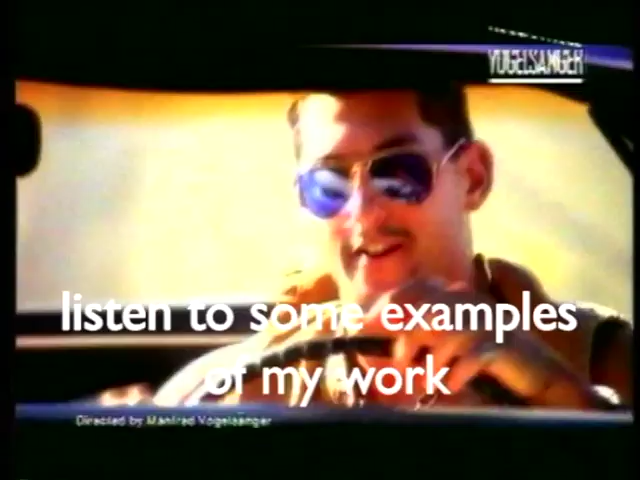 VOGELSANGER
listen to some examples
of my work
Directed by Manfred Vogelsanger